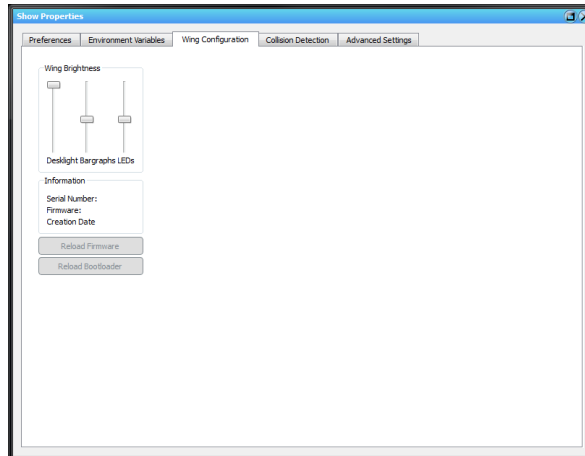 Show Properties
Preferences Environment Variables Wing Configuration Collision Detection Advanced Settings
Wing Brightness
Desklight Bargraphs LEDs
Information
Serial Number:
Firmware:
Creation Date
Reload Firmware
Reload Bootloader